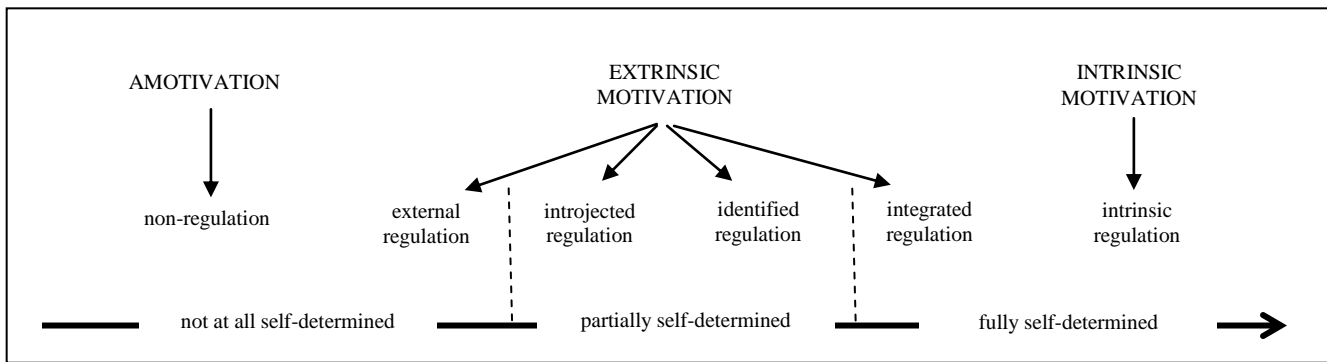 AMOTIVATION
EXTRINSIC
MOTIVATION
INTRINSIC
MOTIVATION
non-regulation
external
regulation
introjected
regulation
identified
regulation
integrated
regulation
intrinsic
regulation
not at all self-determined
partially self-determined
fully self-determined